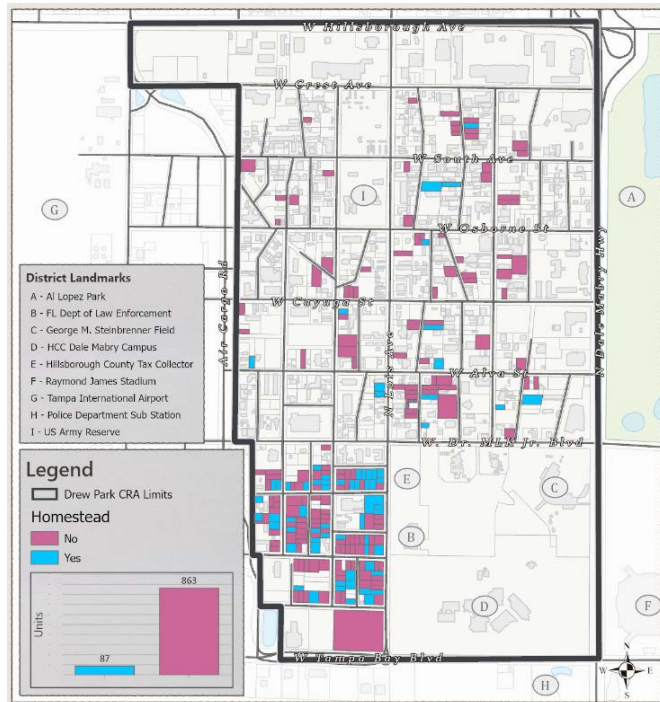 W Hillsborough Ave
W Crest Ave
W South Ave
A
G
I
W Osborne St
District Landmarks
A - Al Lopez Park
B - FL Dept of Law Enforcement
C - George M. Steinbrenner Field
D - HCC Dale Mabry Campus
E - Hillsborough County Tax Collector
F - Raymond James Stadium
G - Tampa International Airport
H - Police Department Sub Station
I - US Army Reserve
Air Cargo Rd
W Cayuga St
N Lois Ave
N Dale Mabry Hwy
W Alva St
W. Dr. MLK Jr. Blvd
Legend
Drew Park CRA Limits
Homestead
No
Yes
Units
87
863
E
C
B
D
F
W Tampa Bay Blvd
H
N
W
E
S